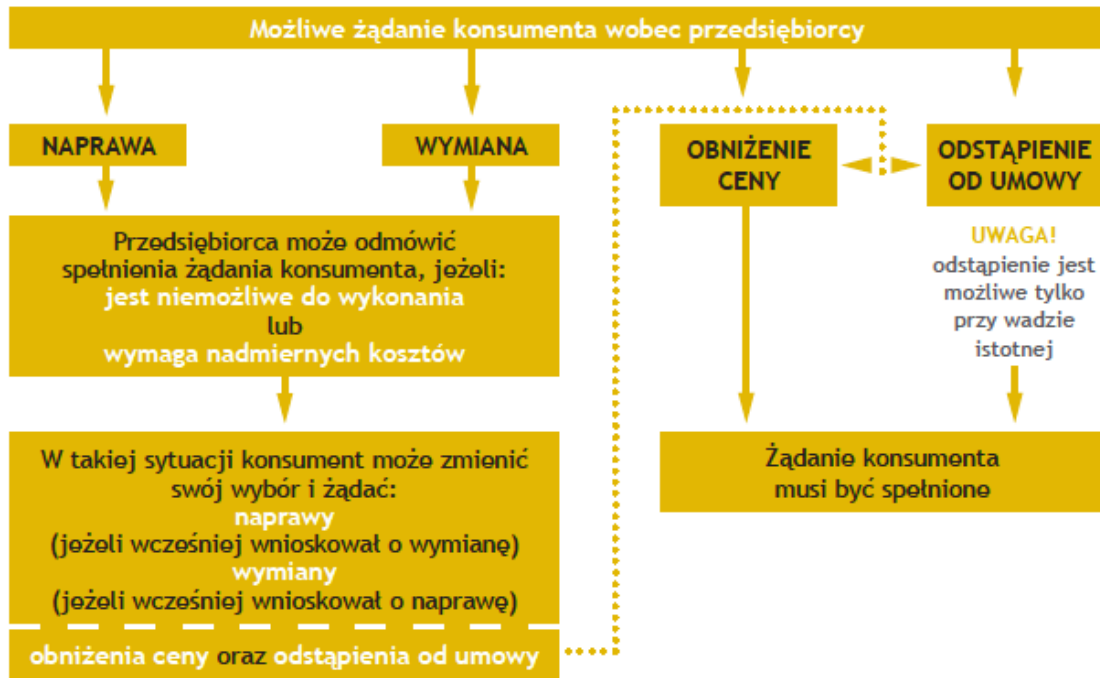 Możliwe żądanie konsumenta wobec przedsiębiorcy
NAPRAWA
WYMIANA
OBNIŻENIE
CENY
ODSTĄPIENIE
OD UMOWY
Przedsiębiorca może odmówić
spełnienia żądania konsumenta, jeżeli:
jest niemożliwe do wykonania
lub
wymaga nadmiernych kosztów
UWAGA!
odstąpienie jest
możliwe tylko
przy wadzie
istotnej
W takiej sytuacji konsument może zmienić
swój wybór i żądać:
naprawy
(jeżeli wcześniej wnioskował o wymianę)
wymiany
(jeżeli wcześniej wnioskował o naprawę)
obniżenia ceny oraz odstąpienia od umowy
Żądanie konsumenta
musi być spełnione